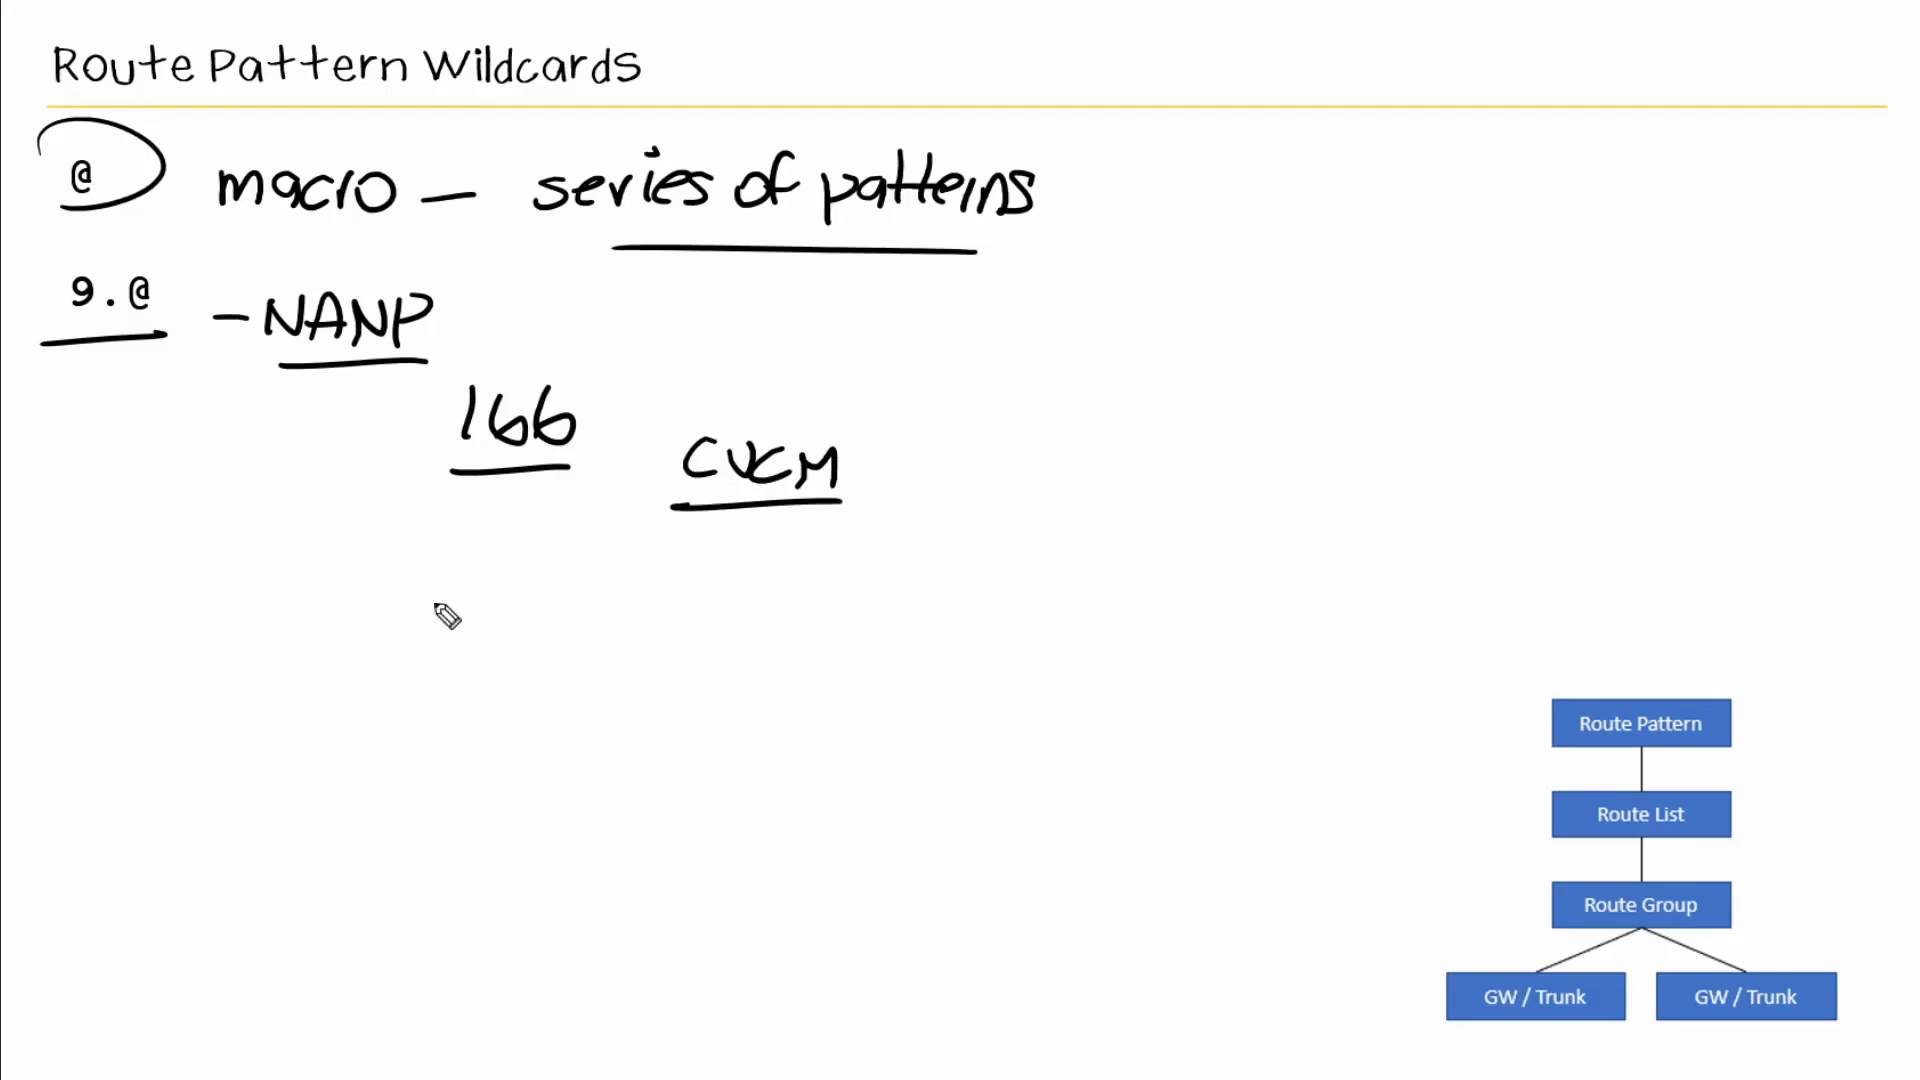 Route Pattern Wildcards
@ macro — series of patterns
9.@ - NANP
166
CUCM
Route Pattern
Route List
Route Group
GW / Trunk GW / Trunk